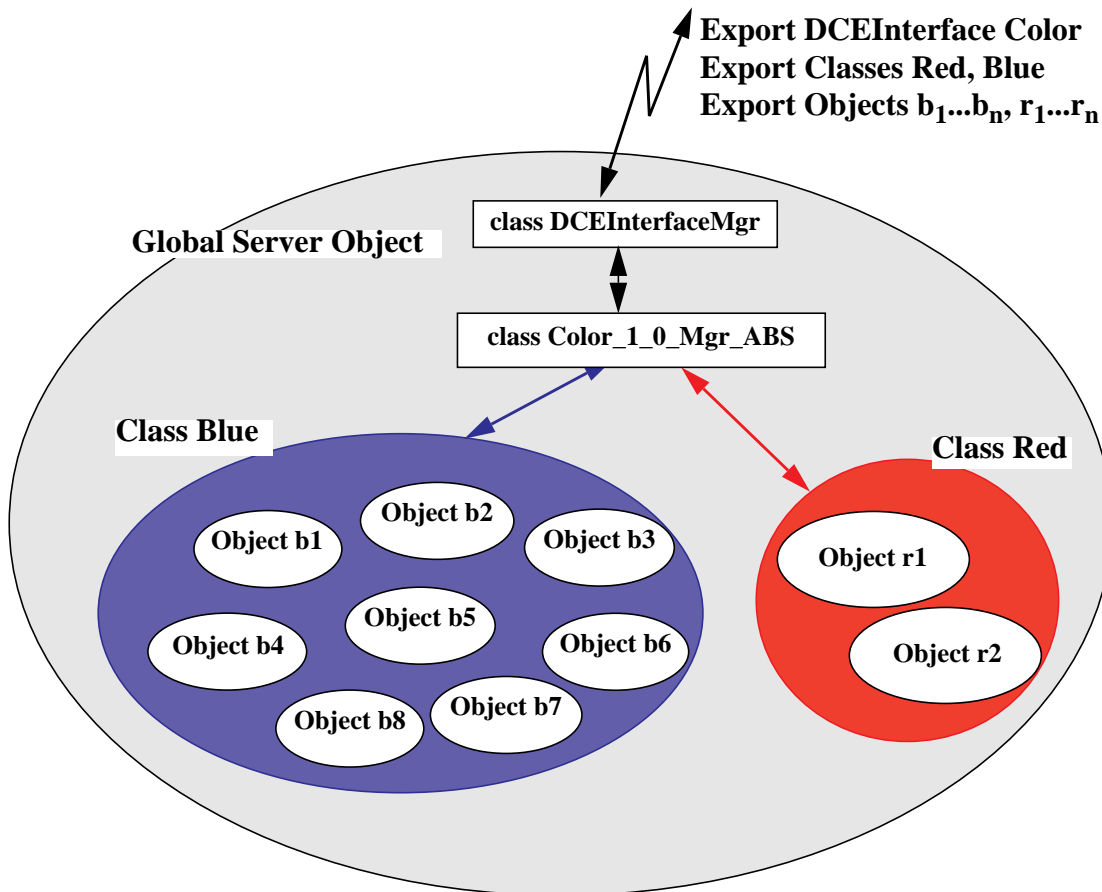 Export DCEInterface Color
Export Classes Red, Blue
Export Objects b1...bn, r1...rn
class DCEInterfaceMgr
Global Server Object
class Color_1_0_Mgr_ABS
Class Blue
Class Red
Object b1
Object b2
Object b3
Object r1
Object b4
Object b5
Object b6
Object r2
Object b8
Object b7